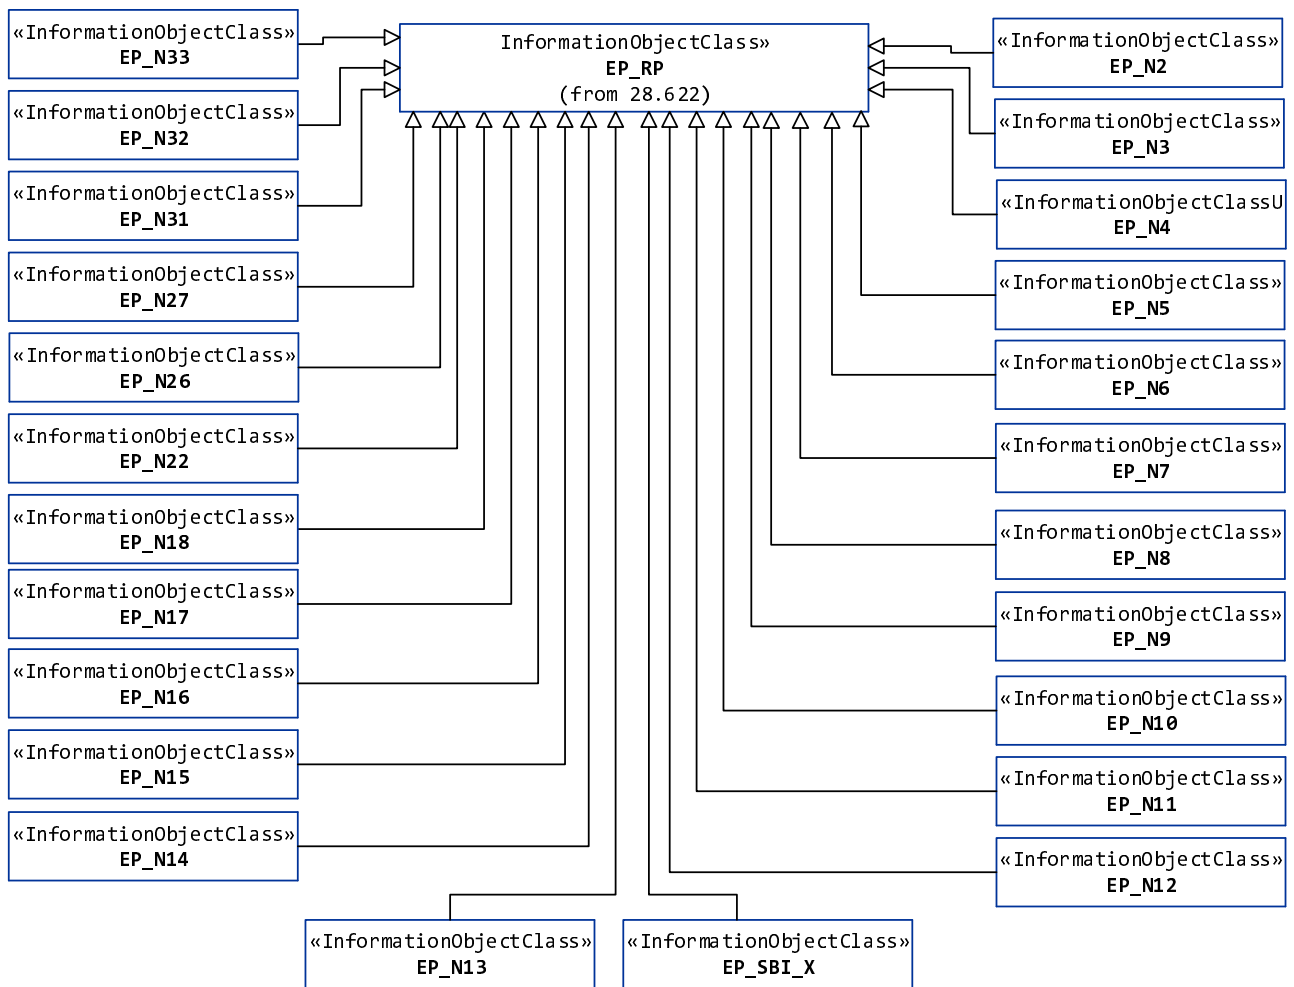 «InformationObjectClass»
EP_N33
«InformationObjectClass»
EP_N32
«InformationObjectClass»
EP_N31
«InformationObjectClass»
EP_N27
«InformationObjectClass»
EP_N26
«InformationObjectClass»
EP_N22
«InformationObjectClass»
EP_N18
«InformationObjectClass»
EP_N17
«InformationObjectClass»
EP_N16
«InformationObjectClass»
EP_N15
«InformationObjectClass»
EP_N14
InformationObjectClass»
EP_RP
(from 28.622)
«InformationObjectClass»
EP_N2
«InformationObjectClass»
EP_N3
«InformationObjectClassU
EP_N4
«InformationObjectClass»
EP_N5
«InformationObjectClass»
EP_N6
«InformationObjectClass»
EP_N7
«InformationObjectClass»
EP_N8
«InformationObjectClass»
EP_N9
«InformationObjectClass»
EP_N10
«InformationObjectClass»
EP_N11
«InformationObjectClass»
EP_N12
«InformationObjectClass»
EP_N13
«InformationObjectClass»
EP_SBI_X